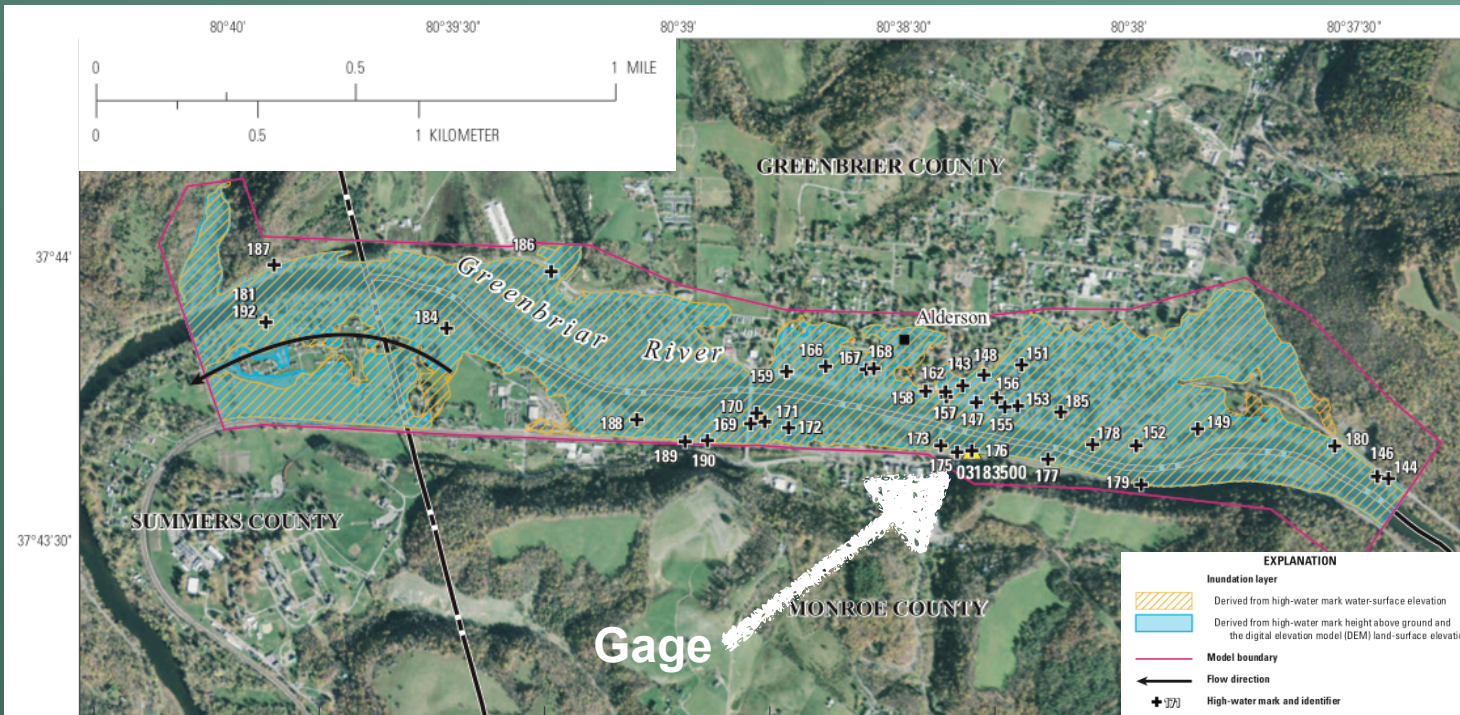 80°40' 80°39'30" 80°39' 80°38'30" 80°38' 80°37'30"
0 0.5 1 MILE
0 0.5 1 KILOMETER
GREENBRIER COUNTY
37°44'
187
186
181
192
184
Greenbriar River
Alderson
159
166
167
168
162
143
148
151
158
157
147
156
155
153
185
188
170
169
171
172
189
190
173
175
176
03183500
177
178
152
179
149
180
146
144
SUMMERS COUNTY
37°43'30"
MONROE COUNTY
Gage
EXPLANATION
Inundation layer
Derived from high-water mark water-surface elevation
Derived from high-water mark height above ground and
the digital elevation model (DEM) land-surface elevatio
Model boundary
Flow direction
171 High-water mark and identifier